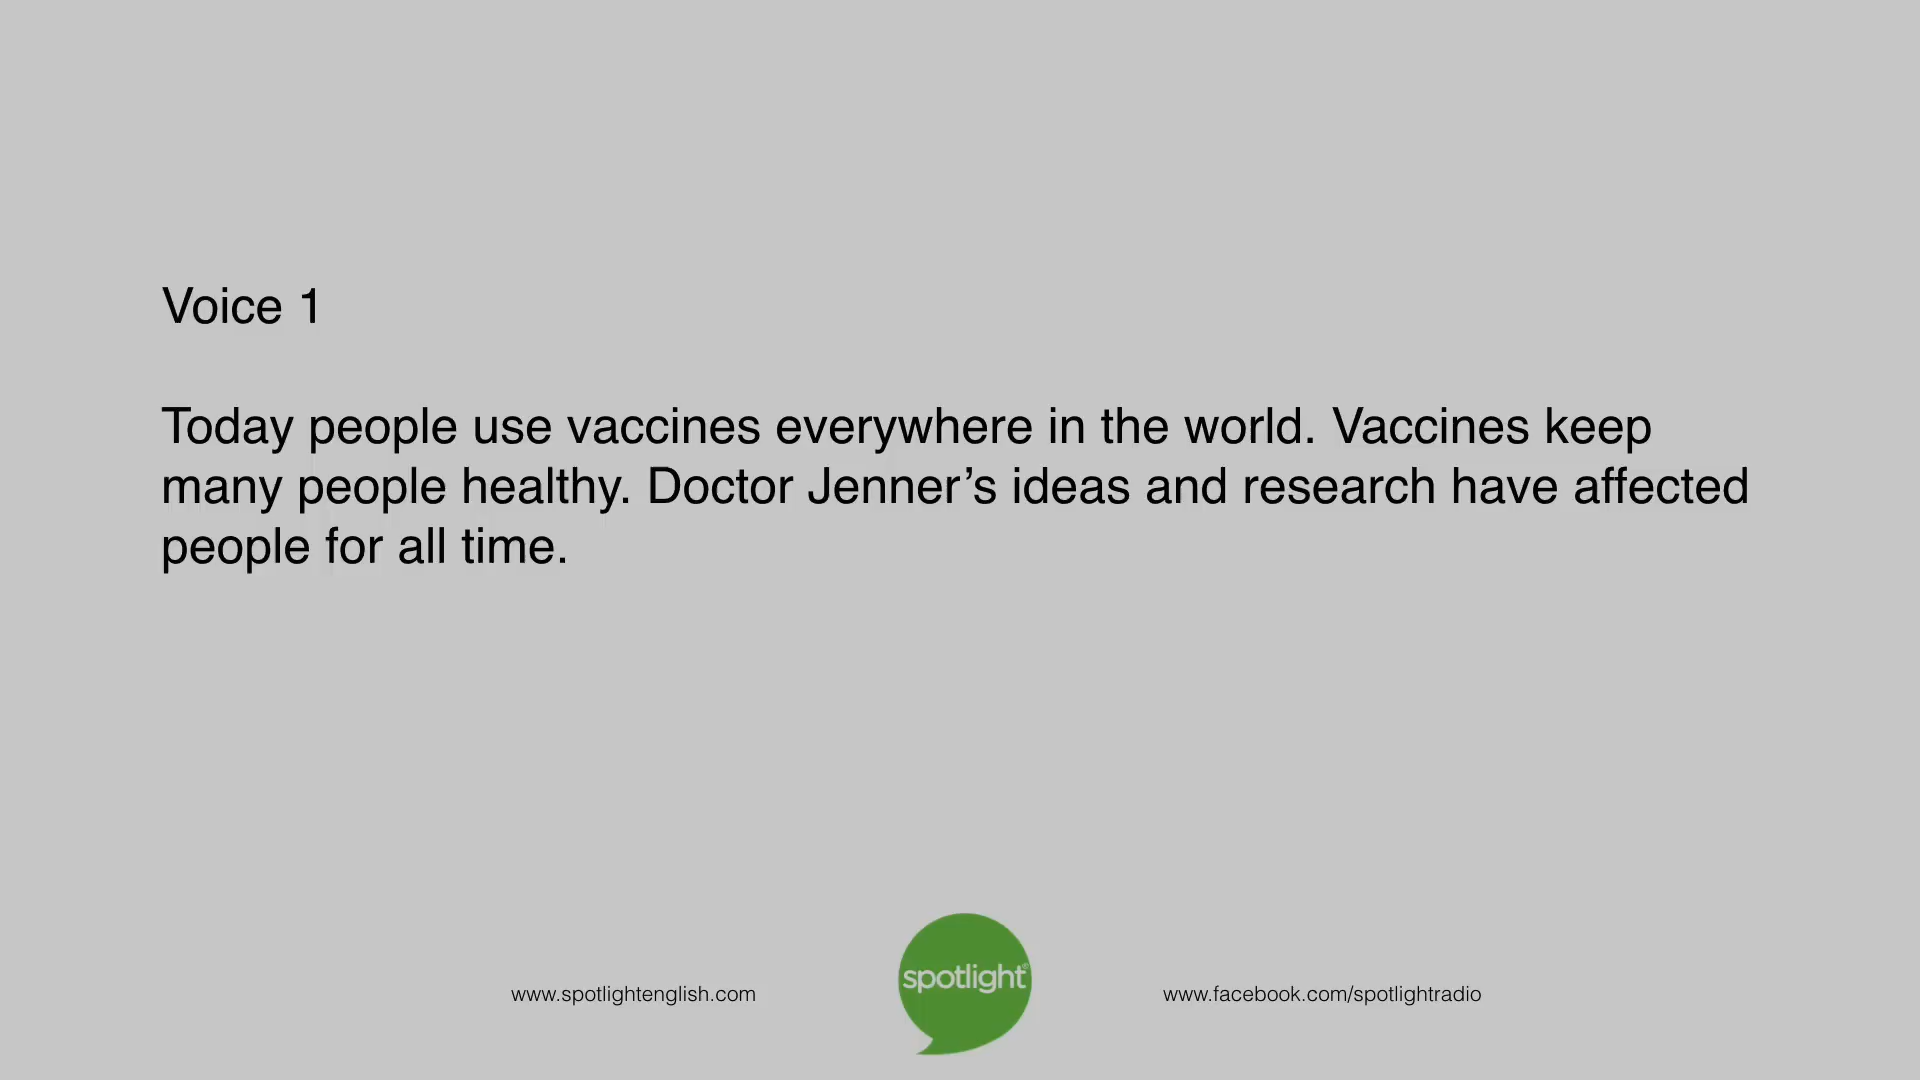 Voice 1
Today people use vaccines everywhere in the world. Vaccines keep
many people healthy. Doctor Jenner’s ideas and research have affected
people for all time.
spotlight®
www.spotlightenglish.com
www.facebook.com/spotlightradio